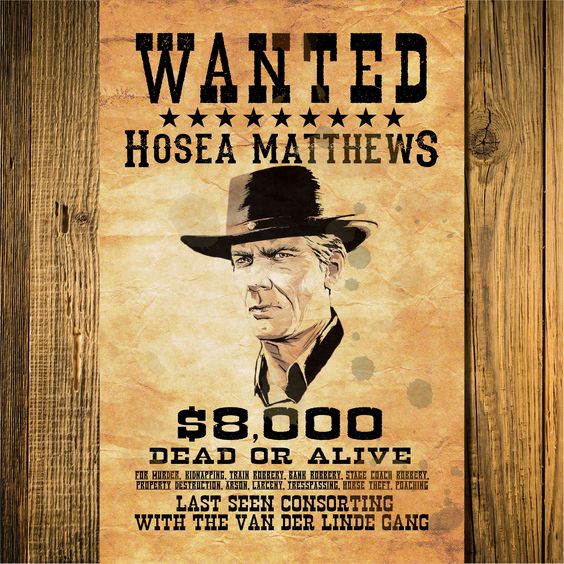 WANTED
★★★★★★★★★
HOSEA MATTHEWS
$8,000
DEAD OR ALIVE
FOR MURDER, KIDNAPPING, TRAIN ROBBERY, BANK ROBBERY, STAGE COACH ROBBERY,
PROPERTY DESTRUCTION, ARSON, LARCENY, TRESSPASSING, HORSE THEFT, POACHING
LAST SEEN CONSORTING
WITH THE VAN DER LINDE GANG